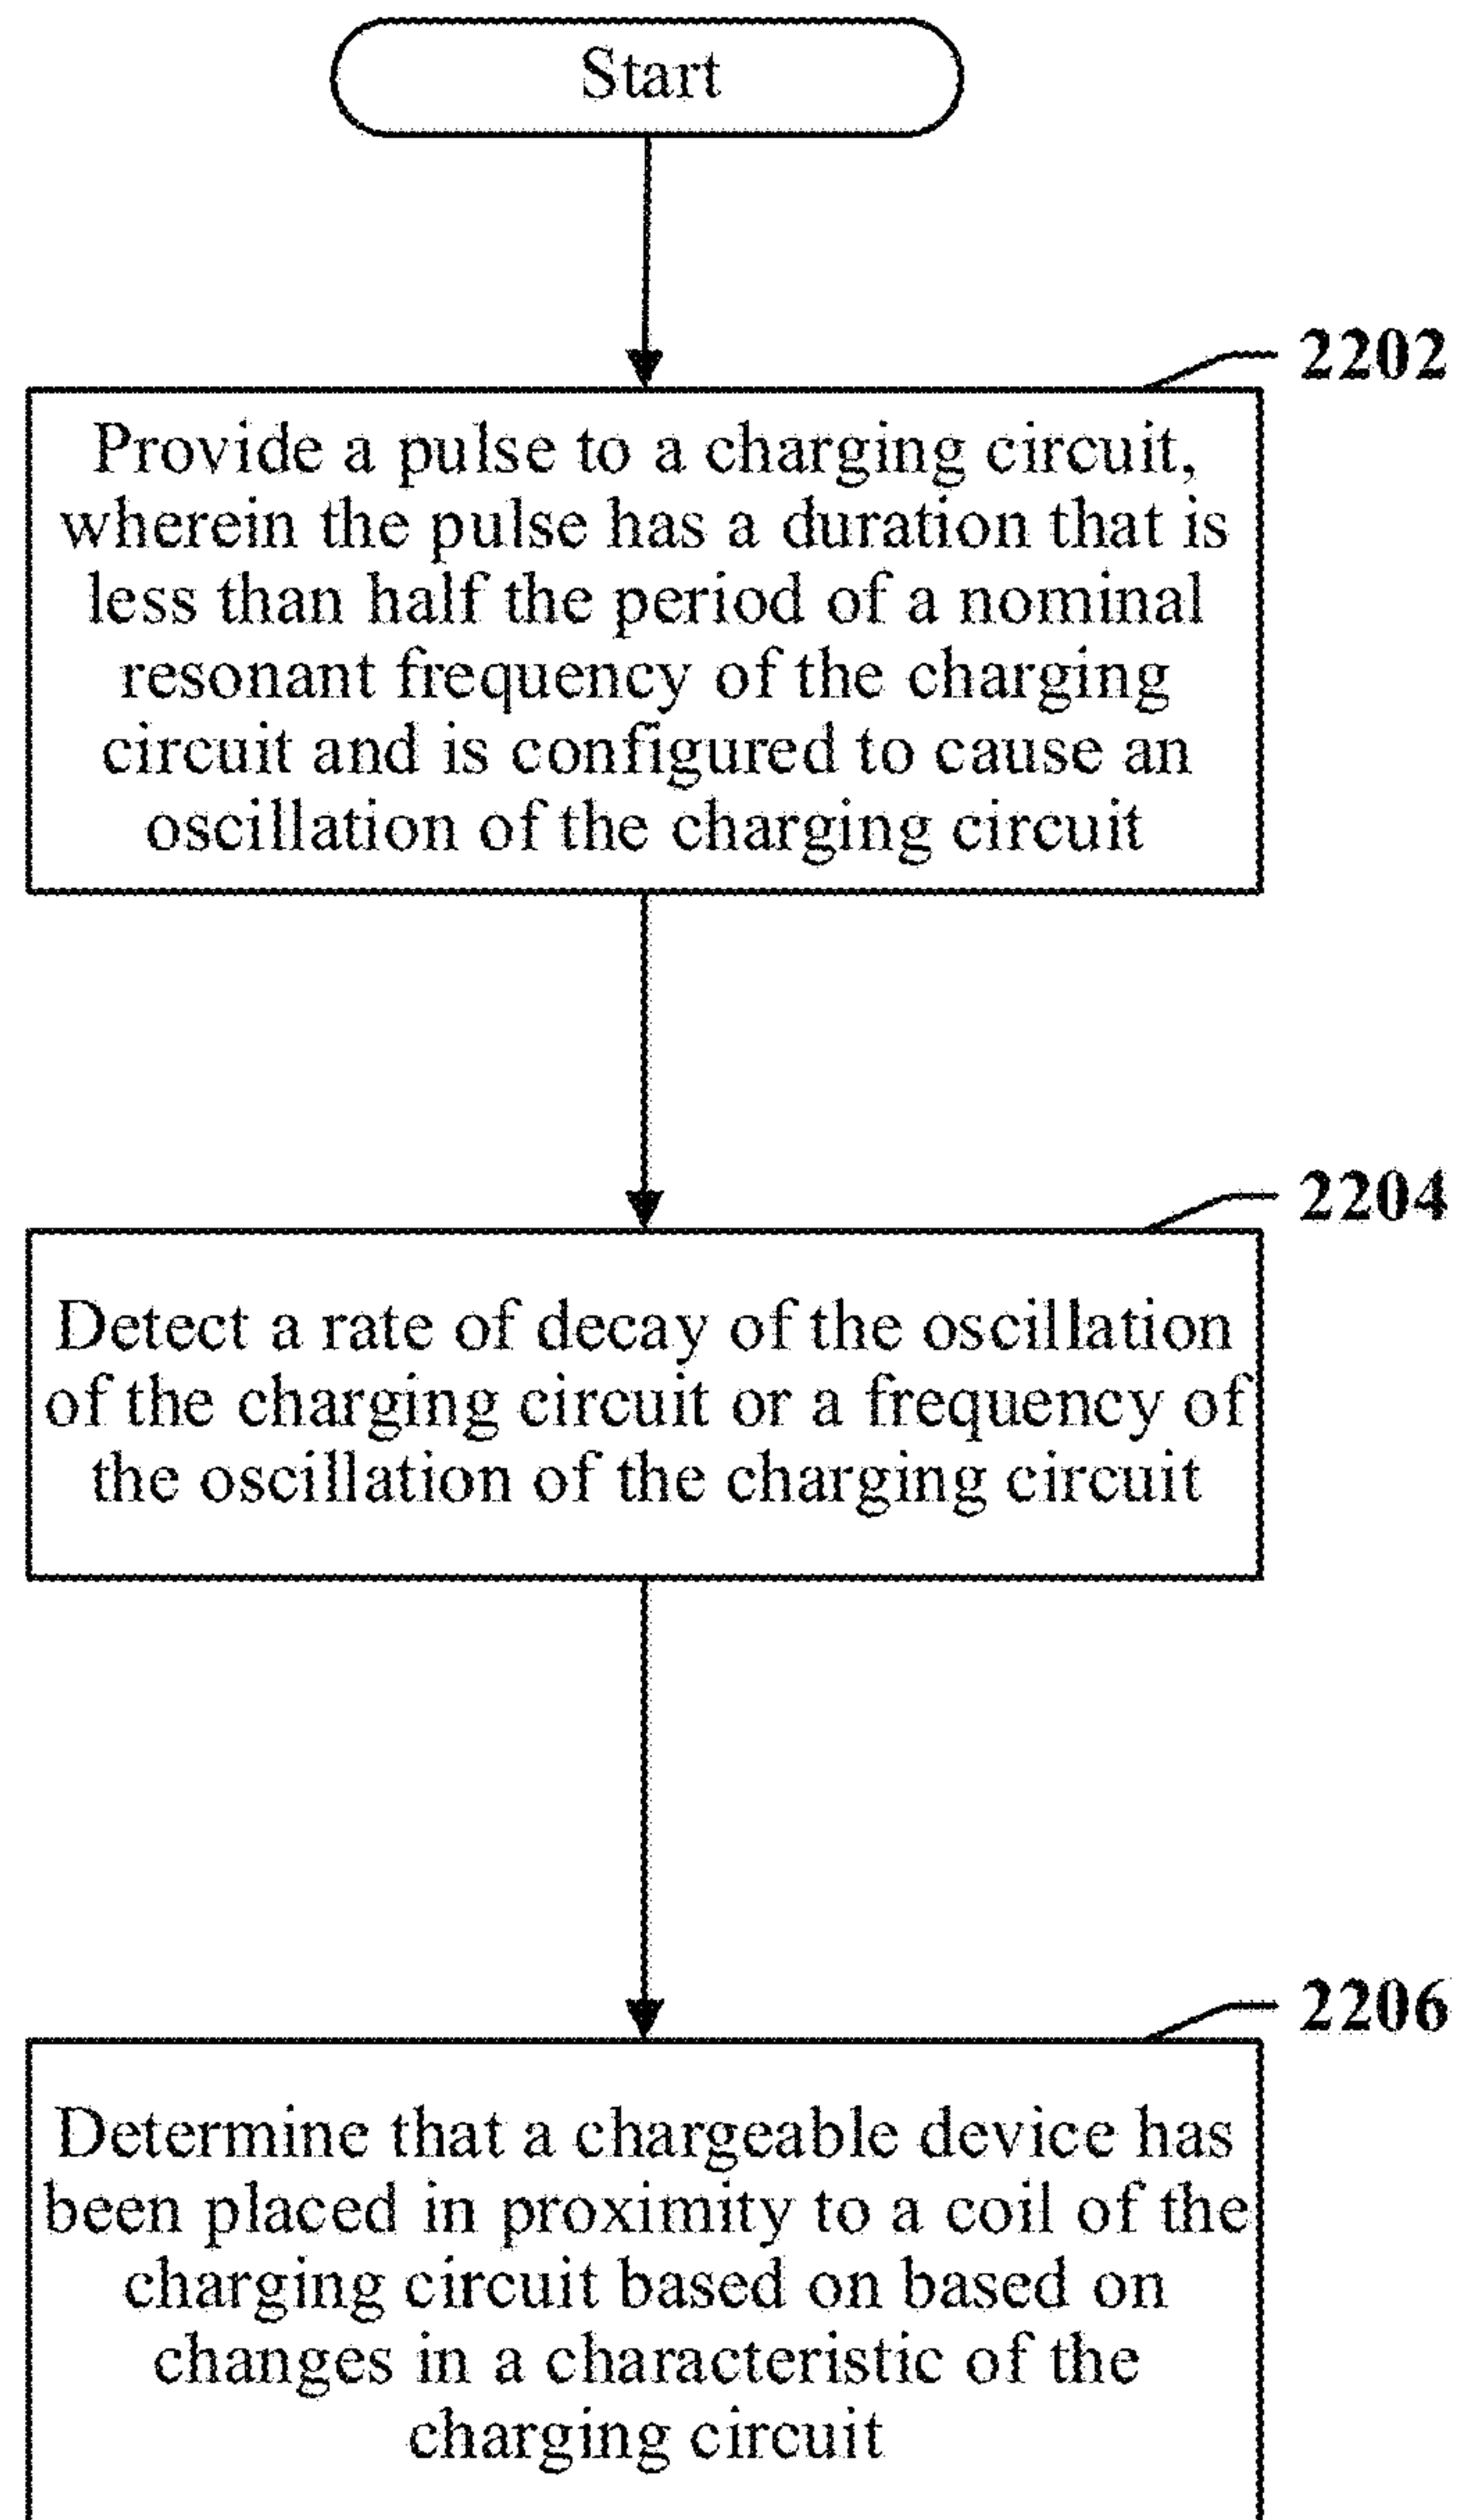 Start
2202
Provide a pulse to a charging circuit,
wherein the pulse has a duration that is
less than half the period of a nominal
resonant frequency of the charging
circuit and is configured to cause an
oscillation of the charging circuit
2204
Detect a rate of decay of the oscillation
of the charging circuit or a frequency of
the oscillation of the charging circuit
2206
Determine that a chargeable device has
been placed in proximity to a coil of the
charging circuit based on based on
changes in a characteristic of the
charging circuit